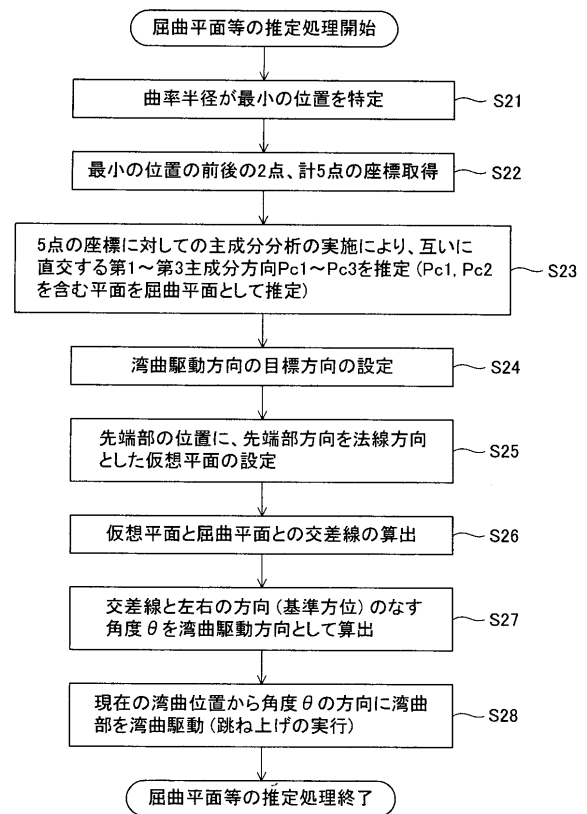 屈曲平面等の推定処理開始
曲率半径が最小の位置を特定
S21
最小の位置の前後の2点、計5点の座標取得
S22
5点の座標に対しての主成分分析の実施により、互いに
直交する第1~第3主成分方向Pc1~Pc3を推定 (Pc1, Pc2
を含む平面を屈曲平面として推定)
S23
湾曲駆動方向の目標方向の設定
S24
先端部の位置に、先端部方向を法線方向
とした仮想平面の設定
S25
仮想平面と屈曲平面との交差線の算出
S26
交差線と左右の方向 (基準方位) のなす
角度θを湾曲駆動方向として算出
S27
現在の湾曲位置から角度θの方向に湾曲
部を湾曲駆動 (跳ね上げの実行)
S28
屈曲平面等の推定処理終了